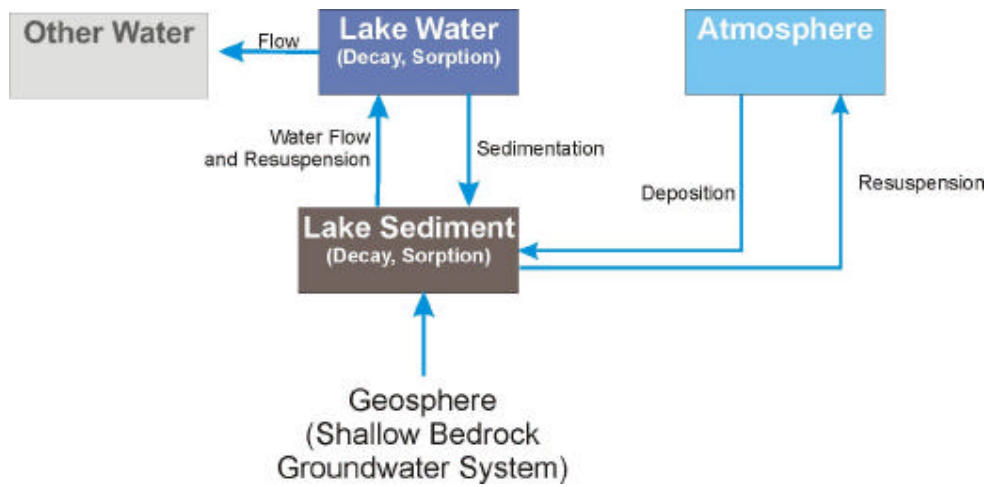 Other Water
Flow
Lake Water
(Decay, Sorption)
Atmosphere
Water Flow
and Resuspension
Sedimentation
Deposition
Resuspension
Lake Sediment
(Decay, Sorption)
Geosphere
(Shallow Bedrock
Groundwater System)